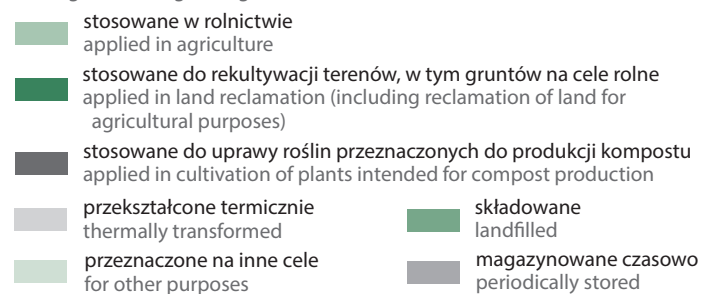 stosowane w rolnictwie
applied in agriculture
stosowane do rekultywacji terenów, w tym gruntów na cele rolne
applied in land reclamation (including reclamation of land for
agricultural purposes)
stosowane do uprawy roślin przeznaczonych do produkcji kompostu
applied in cultivation of plants intended for compost production
przekształcone termicznie
thermally transformed
składowane
landfilled
przeznaczone na inne cele
for other purposes
magazynowane czasowo
periodically stored